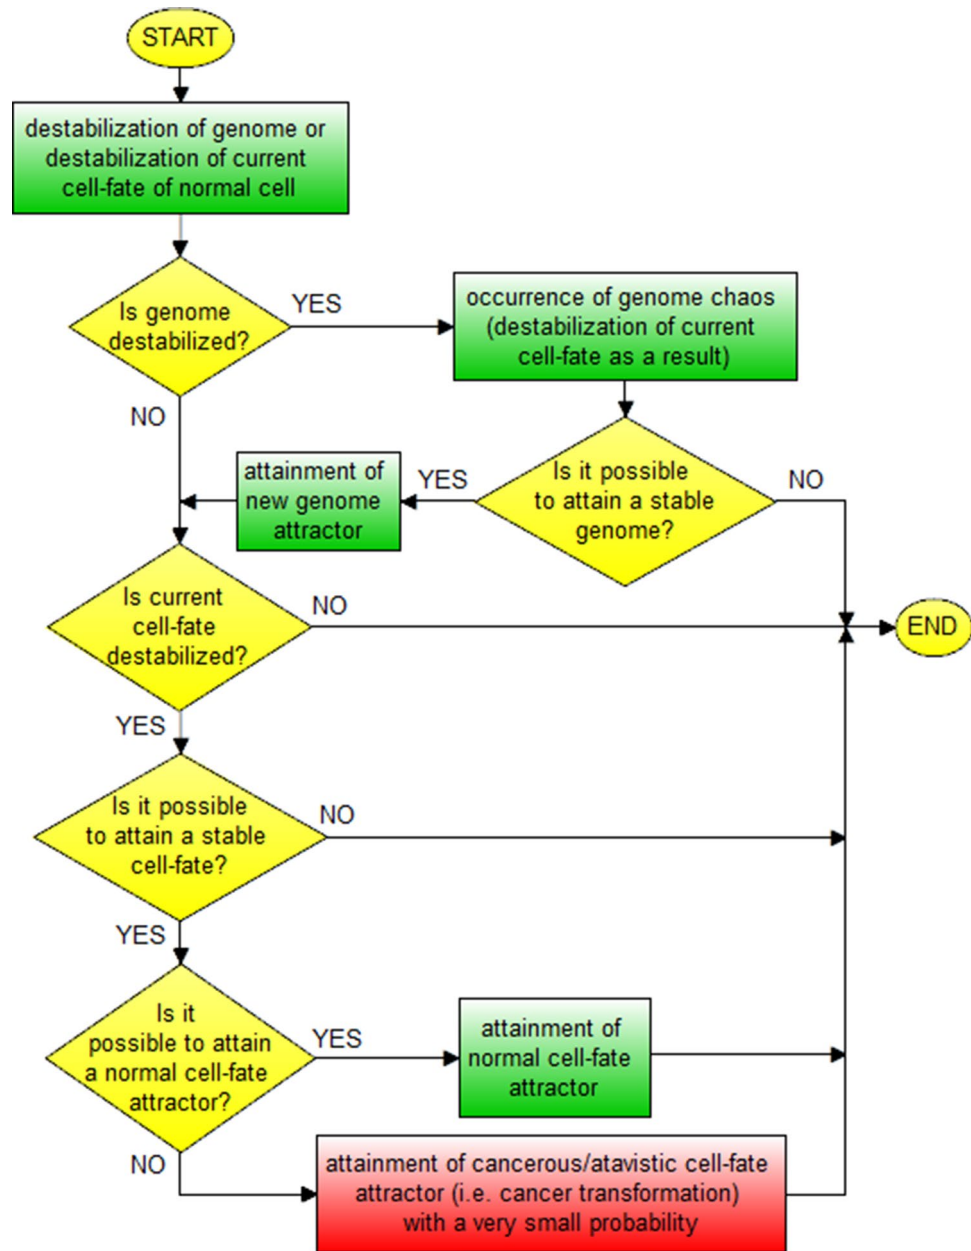 START
destabilization of genome or
destabilization of current
cell-fate of normal cell
Is genome
destabilized?
YES
occurrence of genome chaos
(destabilization of current
cell-fate as a result)
NO
attainment of
new genome
attractor
YES
Is it possible
to attain a stable
genome?
NO
Is current
cell-fate
destabilized?
NO
END
YES
Is it possible
to attain a stable
cell-fate?
NO
YES
Is it
possible to attain
a normal cell-fate
attractor?
YES
attainment of
normal cell-fate
attractor
NO
attainment of cancerous/atavistic cell-fate
attractor (i.e. cancer transformation)
with a very small probability